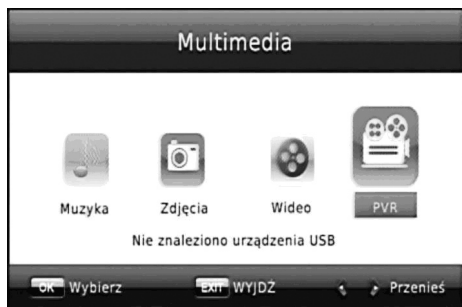 Multimedia
Muzyka Zdjęcia Wideo PVR
Nie znaleziono urządzenia USB
OK Wybierz EXIT WYJDŹ Przenieś